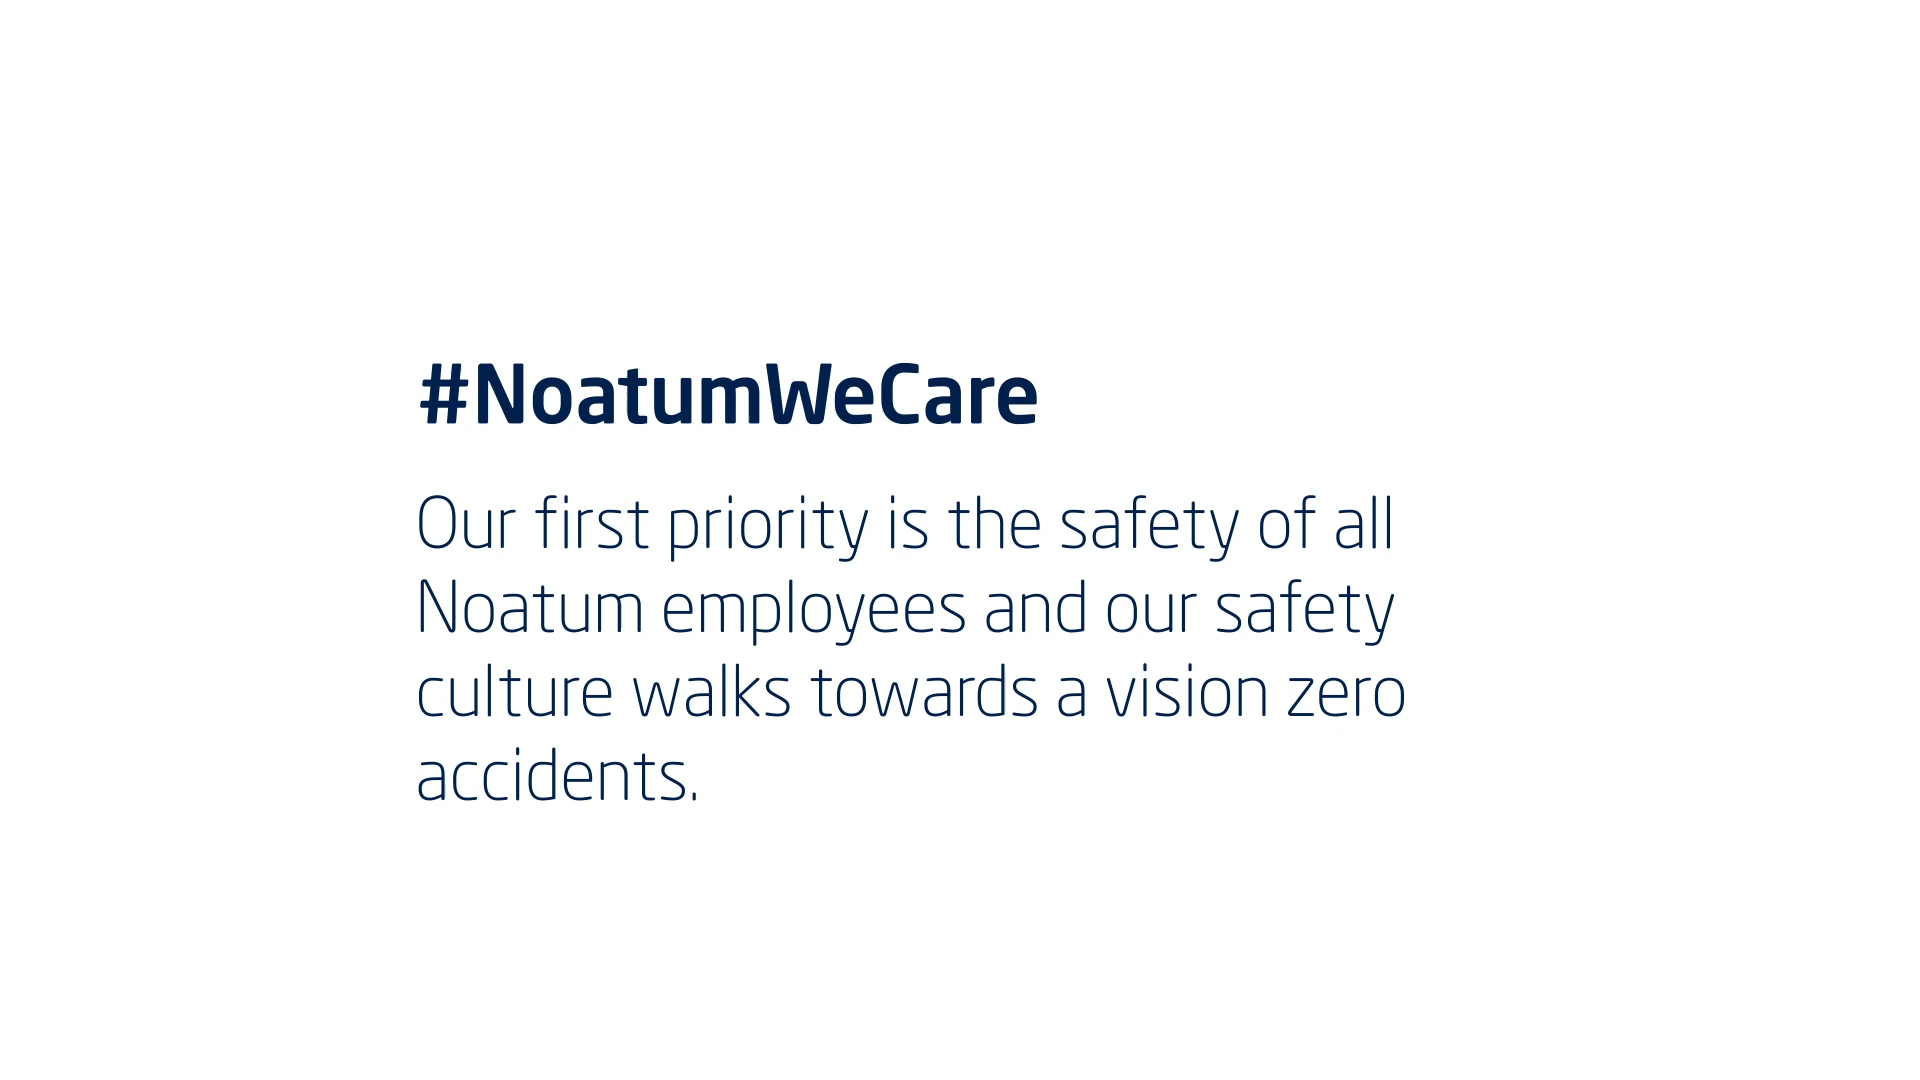 #NoatumWeCare
Our first priority is the safety of all
Noatum employees and our safety
culture walks towards a vision zero
accidents.